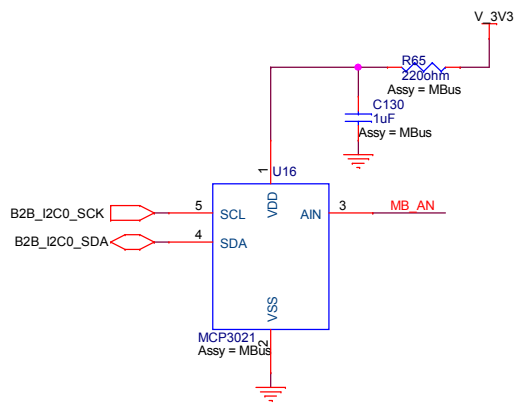 V_3V3
R65
220ohm
Assy = MBus
C130
1uF
Assy = MBus
1
U16
B2B_I2C0_SCK
5
SCL
VDD
AIN
3
MB_AN
B2B_I2C0_SDA
4
SDA
VSS
MCP3021
2
Assy = MBus